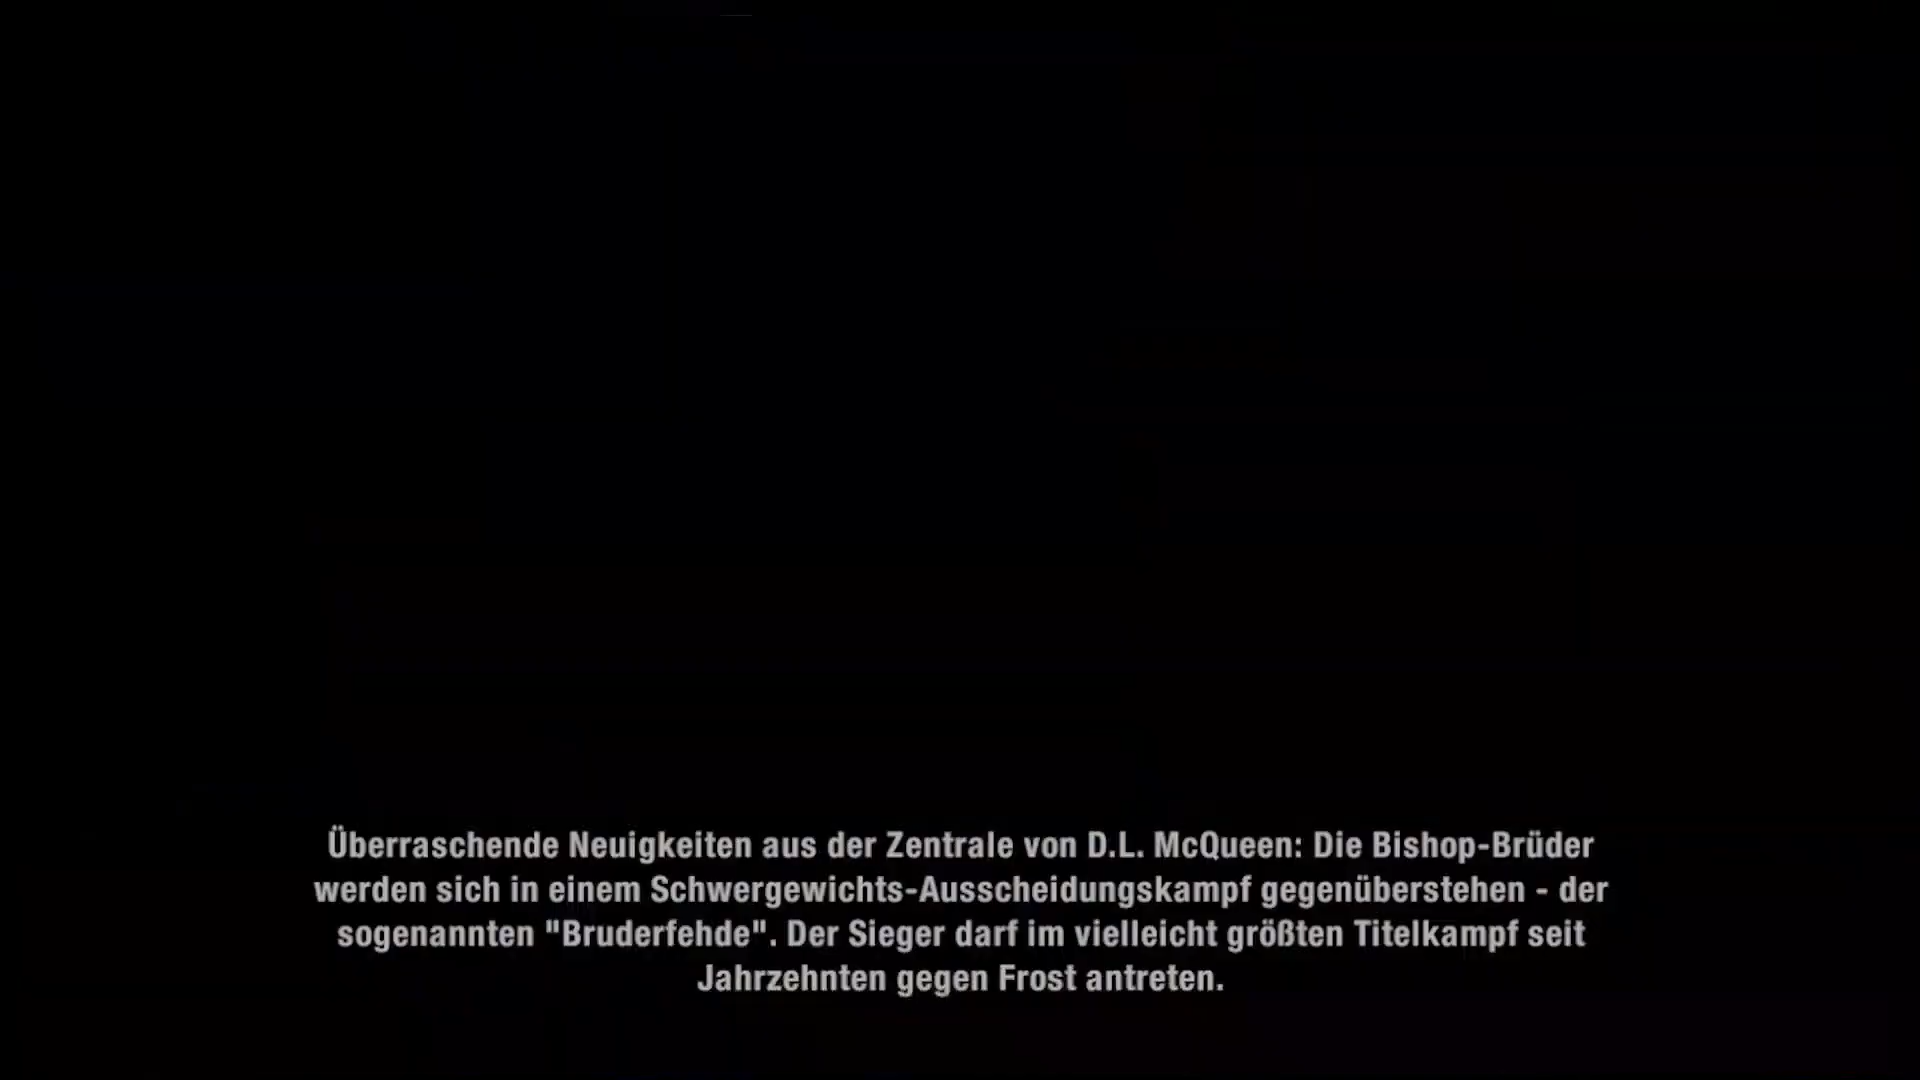 Überraschende Neuigkeiten aus der Zentrale von D.L. McQueen: Die Bishop-Brüder
werden sich in einem Schwergewichts-Ausscheidungskampf gegenüberstehen - der
sogenannten "Bruderfehde". Der Sieger darf im vielleicht größten Titelkampf seit
Jahrzehnten gegen Frost antreten.